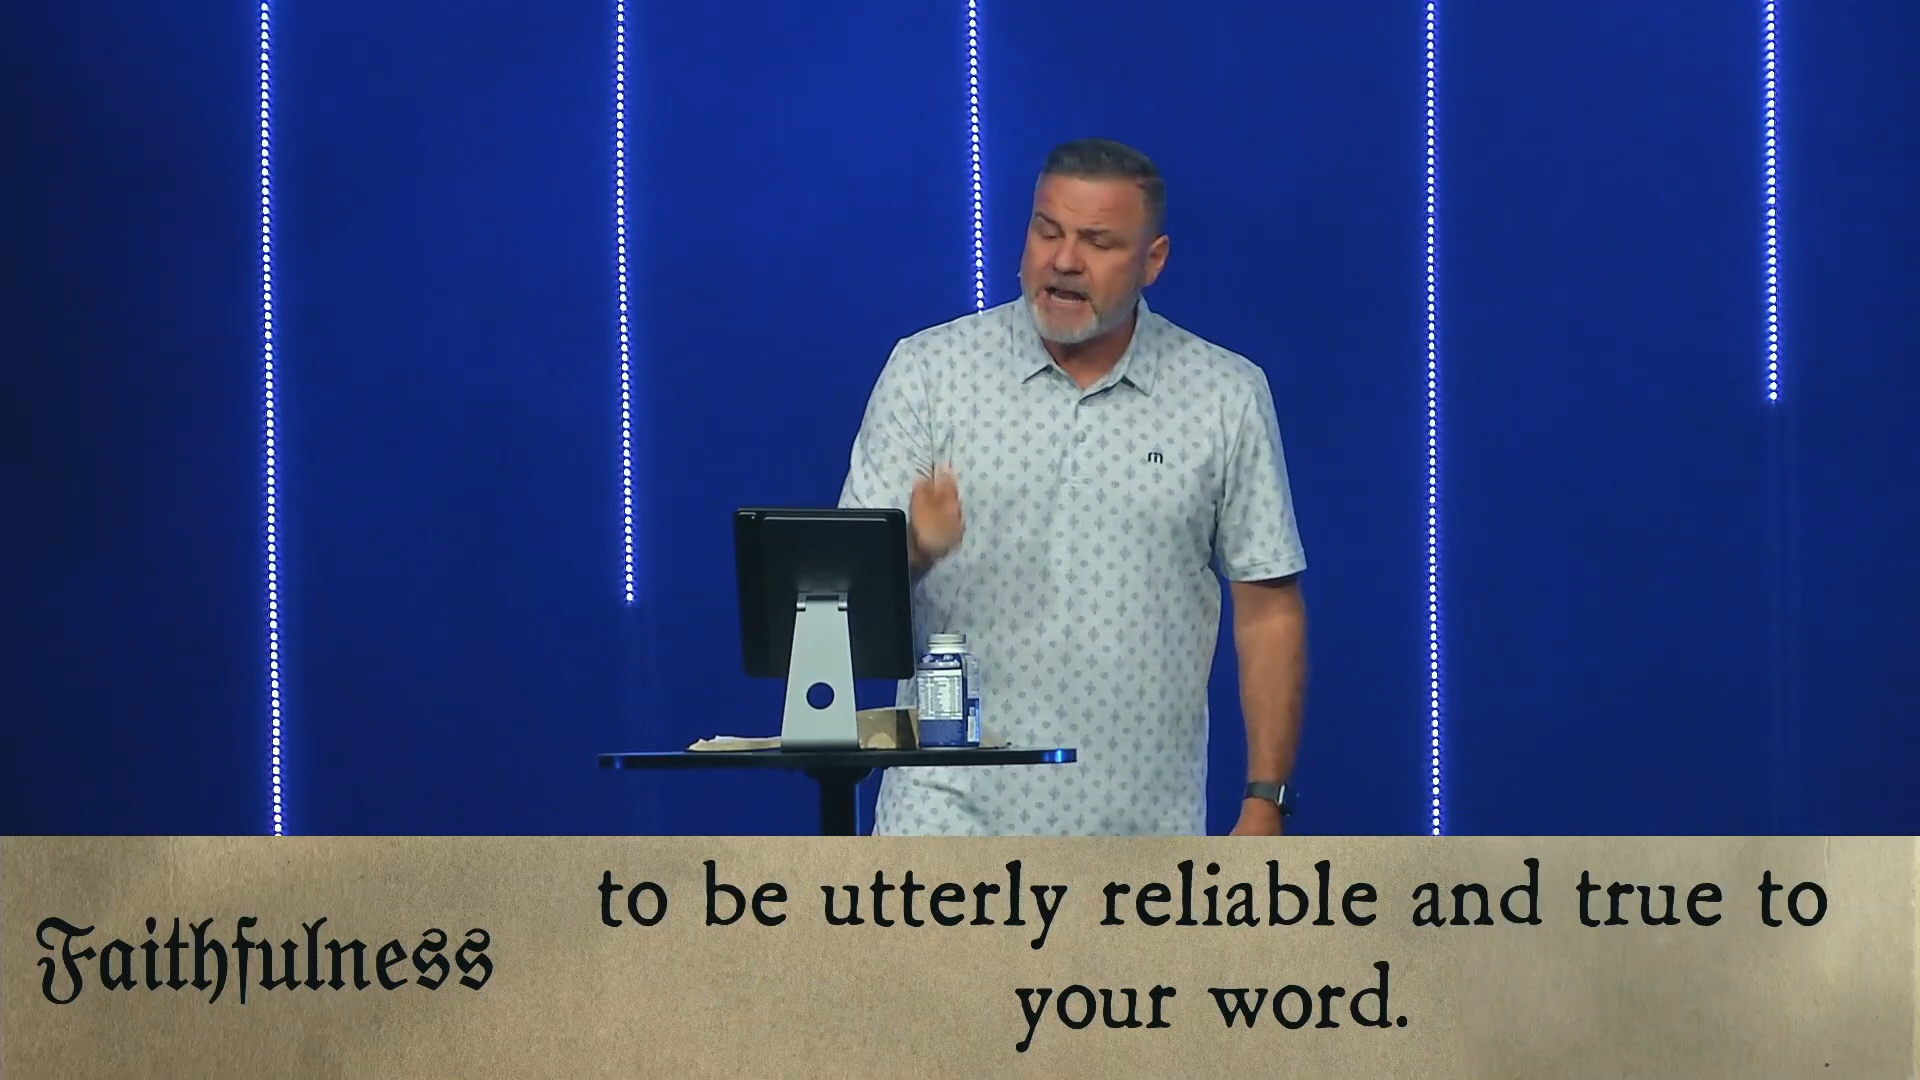 Faithfulness
to be utterly reliable and true to
your word.